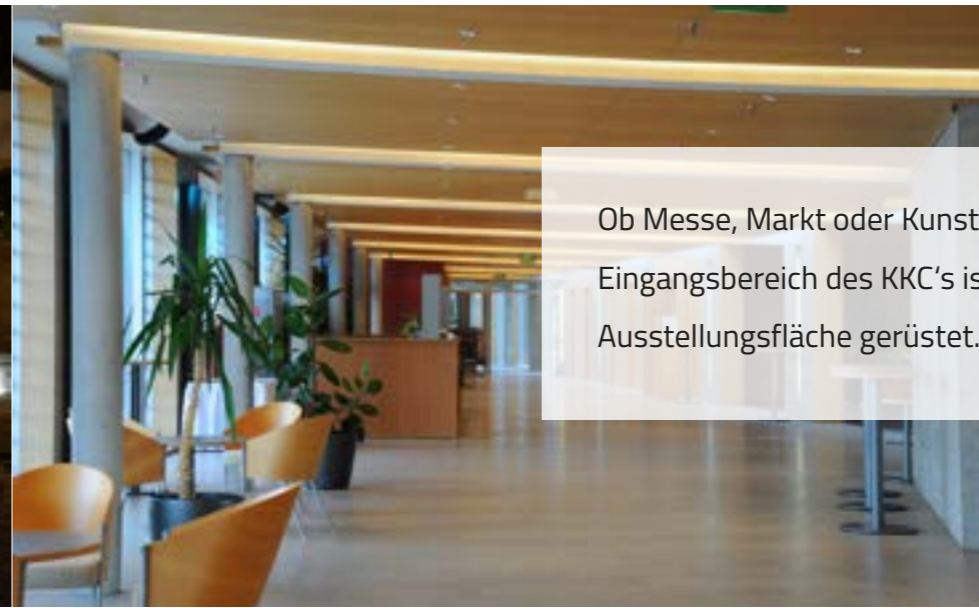 Ob Messe, Markt oder Kunst
Eingangsbereich des KKC‘s is
Ausstellungsfläche gerüstet.